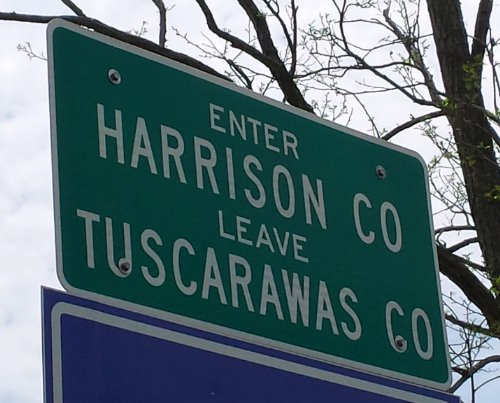 ENTER
HARRISON CO
LEAVE
TUSCARAWAS CO